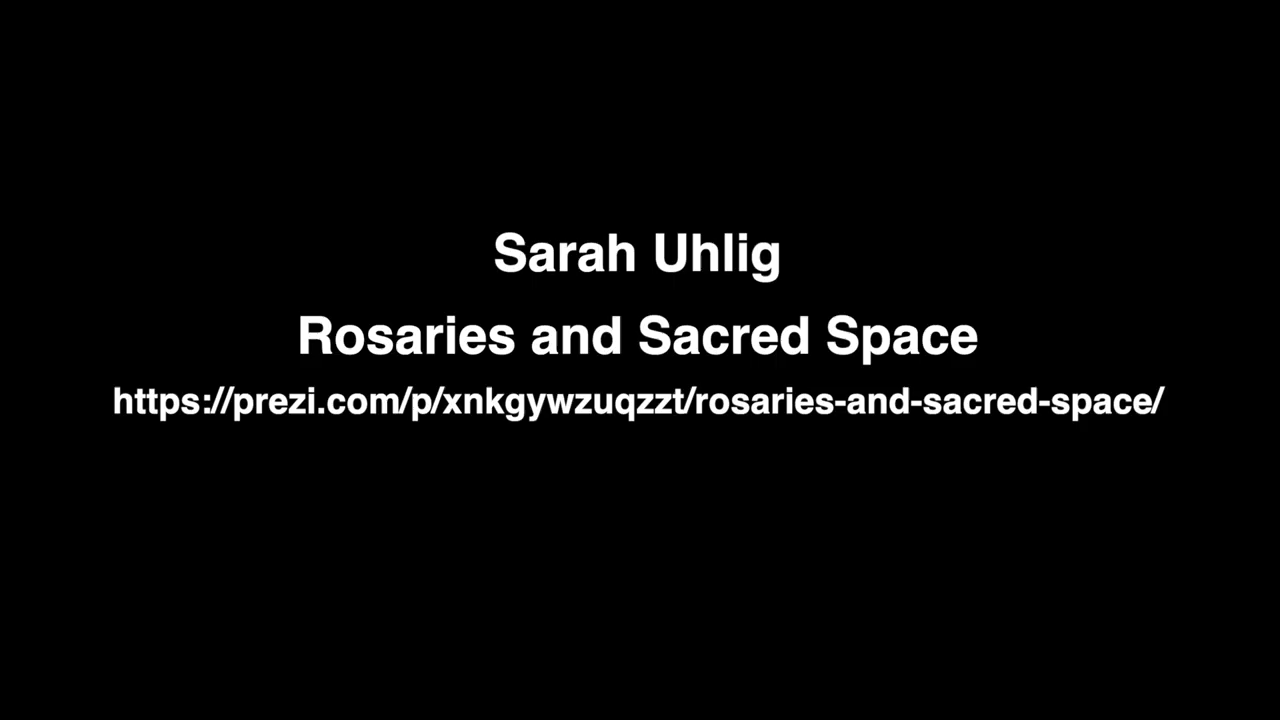 Sarah Uhlig
Rosaries and Sacred Space
https://prezi.com/p/xnkgywzuqzzt/rosaries-and-sacred-space/